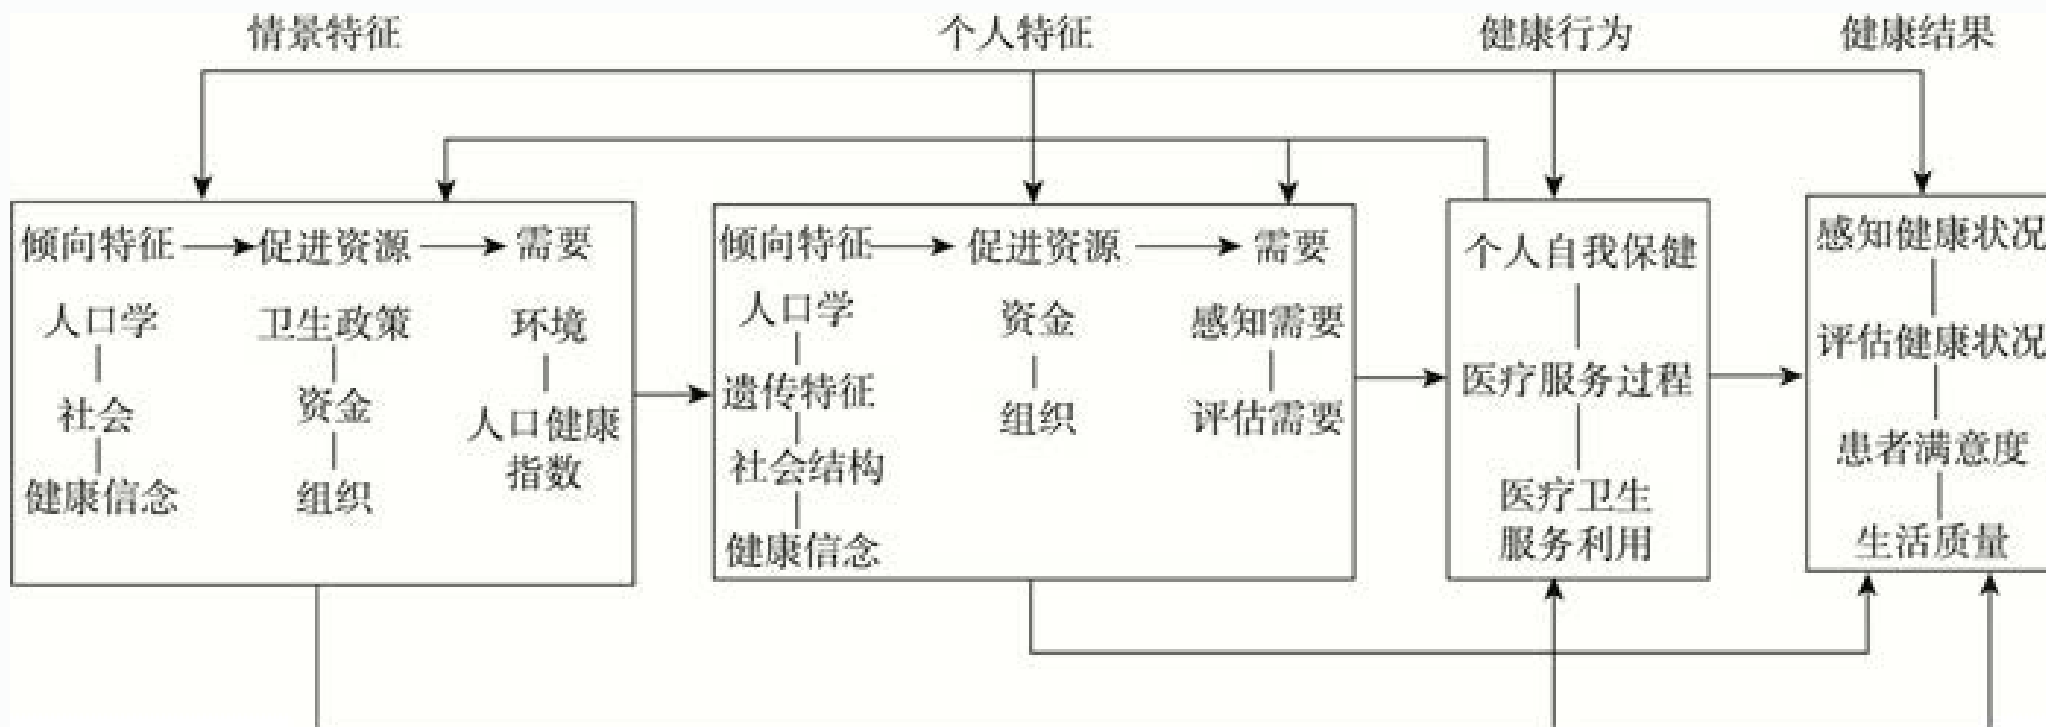 情景特征
个人特征
健康行为
健康结果
倾向特征
促进资源
需要
人口学
社会
健康信念
卫生政策
资金
组织
环境
人口健康
指数
倾向特征
促进资源
需要
人口学
遗传特征
社会结构
健康信念
资金
组织
感知需要
评估需要
个人自我保健
医疗服务过程
医疗卫生
服务利用
感知健康状况
评估健康状况
患者满意度
生活质量